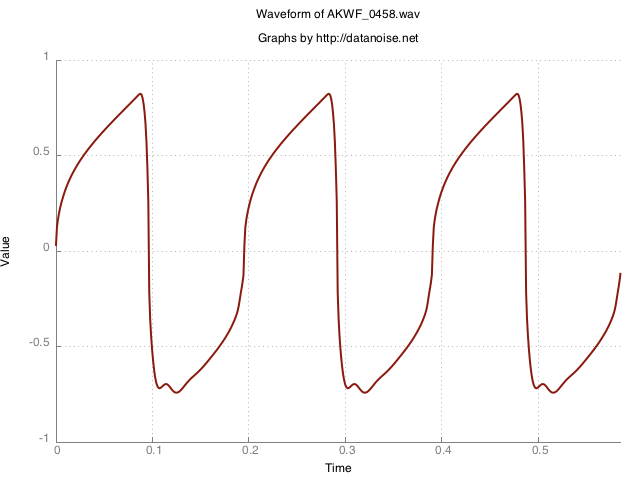 Waveform of AKWF_0458.wav
Graphs by http://datanoise.net
1
0.5
0
-0.5
-1
Value
0 0.1 0.2 0.3 0.4 0.5
Time